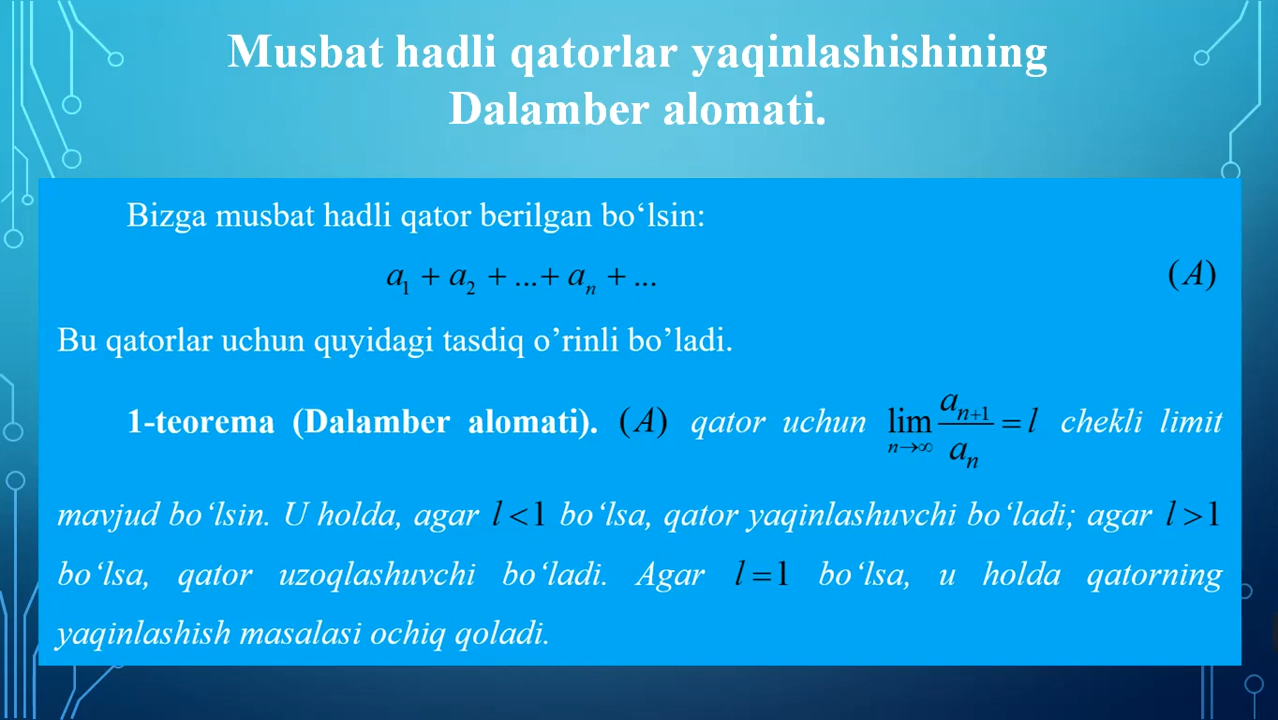 Musbat hadli qatorlar yaqinlashishining
Dalamber alomati.
Bizga musbat hadli qator berilgan bo‘lsin:
a₁ + a₂ + ...+ aₙ + ... (A)
Bu qatorlar uchun quyidagi tasdiq o’rinli bo’ladi.
1-teorema (Dalamber alomati). (A) qator uchun lim n→∞ aₙ₊₁/aₙ = l chekli limit
mavjud bo‘lsin. U holda, agar l<1 bo‘lsa, qator yaqinlashuvchi bo‘ladi; agar l>1
bo‘lsa, qator uzoqlashuvchi bo‘ladi. Agar l=1 bo‘lsa, u holda qatorning
yaqinlashish masalasi ochiq qoladi.